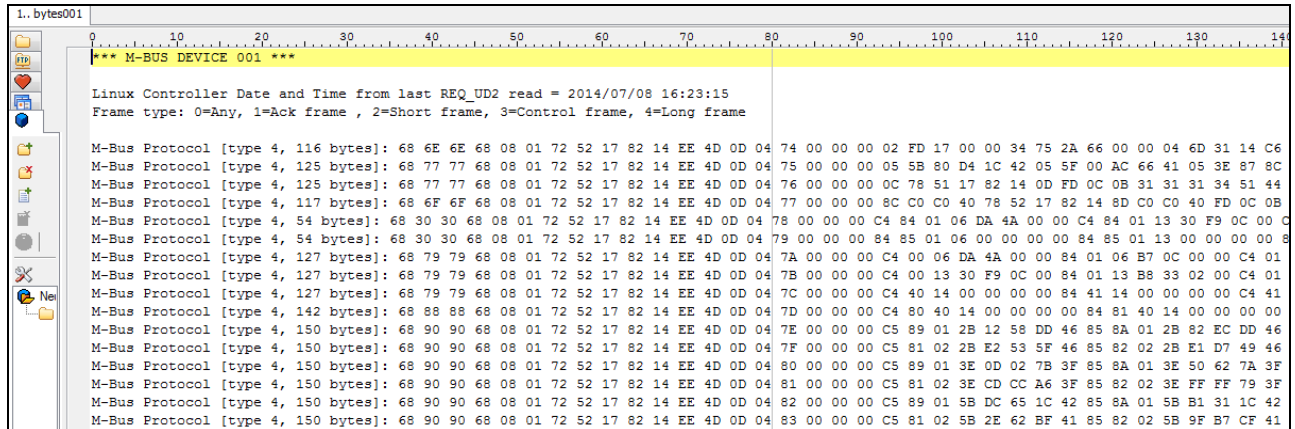 1.. bytes001
0 10 20 30 40 50 60 70 80 90 100 110 120 130 140
*** M-BUS DEVICE 001 ***
Linux Controller Date and Time from last REQ_UD2 read = 2014/07/08 16:23:15
Frame type: 0=Any, 1=Ack frame , 2=Short frame, 3=Control frame, 4=Long frame
M-Bus Protocol [type 4, 116 bytes]: 68 6E 6E 68 08 01 72 52 17 82 14 EE 4D 0D 04 74 00 00 00 02 FD 17 00 00 34 75 2A 66 00 00 04 6D 31 14 C6
M-Bus Protocol [type 4, 125 bytes]: 68 77 77 68 08 01 72 52 17 82 14 EE 4D 0D 04 75 00 00 00 05 5B 80 D4 1C 42 05 5F 00 AC 66 41 05 3E 87 8C
M-Bus Protocol [type 4, 125 bytes]: 68 77 77 68 08 01 72 52 17 82 14 EE 4D 0D 04 76 00 00 00 0C 78 51 17 82 14 0D FD 0C 0B 31 31 31 34 51 44
M-Bus Protocol [type 4, 117 bytes]: 68 6F 6F 68 08 01 72 52 17 82 14 EE 4D 0D 04 77 00 00 00 8C C0 C0 40 78 52 17 82 14 8D C0 C0 40 FD 0C 0B
M-Bus Protocol [type 4, 54 bytes]: 68 30 30 68 08 01 72 52 17 82 14 EE 4D 0D 04 78 00 00 00 C4 84 01 06 DA 4A 00 00 C4 84 01 13 30 F9 0C 00 C
M-Bus Protocol [type 4, 54 bytes]: 68 30 30 68 08 01 72 52 17 82 14 EE 4D 0D 04 79 00 00 00 84 85 01 06 00 00 00 00 84 85 01 13 00 00 00 00 8
M-Bus Protocol [type 4, 127 bytes]: 68 79 79 68 08 01 72 52 17 82 14 EE 4D 0D 04 7A 00 00 00 C4 00 06 DA 4A 00 00 84 01 06 B7 0C 00 00 C4 01
M-Bus Protocol [type 4, 127 bytes]: 68 79 79 68 08 01 72 52 17 82 14 EE 4D 0D 04 7B 00 00 00 C4 00 13 30 F9 0C 00 84 01 13 B8 33 02 00 C4 01
M-Bus Protocol [type 4, 127 bytes]: 68 79 79 68 08 01 72 52 17 82 14 EE 4D 0D 04 7C 00 00 00 C4 40 14 00 00 00 00 84 41 14 00 00 00 00 C4 41
M-Bus Protocol [type 4, 142 bytes]: 68 88 88 68 08 01 72 52 17 82 14 EE 4D 0D 04 7D 00 00 00 C4 80 40 14 00 00 00 00 84 81 40 14 00 00 00 00
M-Bus Protocol [type 4, 150 bytes]: 68 90 90 68 08 01 72 52 17 82 14 EE 4D 0D 04 7E 00 00 00 C5 89 01 2B 12 58 DD 46 85 8A 01 2B 82 EC DD 46
M-Bus Protocol [type 4, 150 bytes]: 68 90 90 68 08 01 72 52 17 82 14 EE 4D 0D 04 7F 00 00 00 C5 81 02 2B E2 53 5F 46 85 82 02 2B E1 D7 49 46
M-Bus Protocol [type 4, 150 bytes]: 68 90 90 68 08 01 72 52 17 82 14 EE 4D 0D 04 80 00 00 00 C5 89 01 3E 0D 02 7B 3F 85 8A 01 3E 50 62 7A 3F
M-Bus Protocol [type 4, 150 bytes]: 68 90 90 68 08 01 72 52 17 82 14 EE 4D 0D 04 81 00 00 00 C5 81 02 3E CD CC A6 3F 85 82 02 3E FF FF 79 3F
M-Bus Protocol [type 4, 150 bytes]: 68 90 90 68 08 01 72 52 17 82 14 EE 4D 0D 04 82 00 00 00 C5 89 01 5B DC 65 1C 42 85 8A 01 5B B1 31 1C 42
M-Bus Protocol [type 4, 150 bytes]: 68 90 90 68 08 01 72 52 17 82 14 EE 4D 0D 04 83 00 00 00 C5 81 02 5B 2E 62 BF 41 85 82 02 5B 9F B7 CF 41
FTP